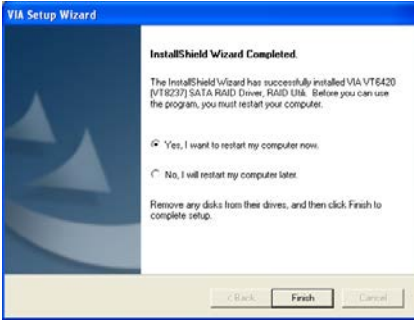 VIA Setup Wizard
InstallShield Wizard Completed.
The InstallShield Wizard has successfully installed VIA VT6420
(VT8237) SATA RAID Driver, RAID Utili. Before you can use
the program, you must restart your computer.
Yes, I want to restart my computer now.
No, I will restart my computer later.
Remove any disks from their drives, and then click Finish to
complete setup.
< Back
Finish
Cancel